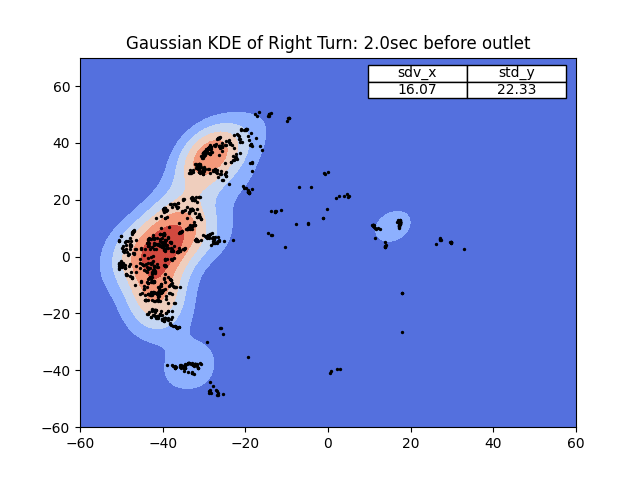 Gaussian KDE of Right Turn: 2.0sec before outlet
sdv_x std_y
16.07 22.33
60
40
20
0
−20
−40
−60
−60 −40 −20 0 20 40 60